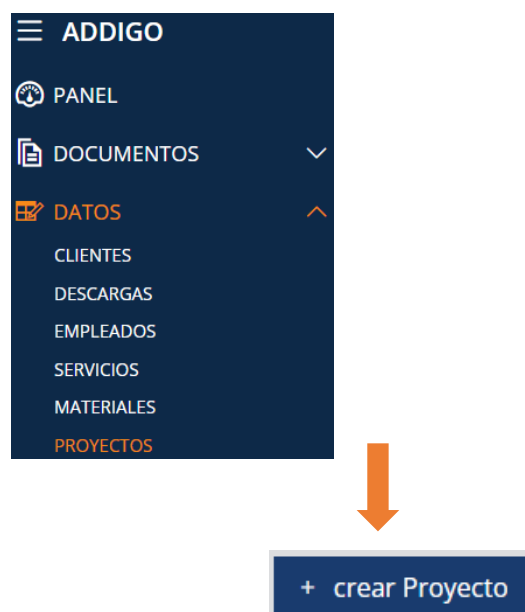 ADDIGO
PANEL
DOCUMENTOS
DATOS
CLIENTES
DESCARGAS
EMPLEADOS
SERVICIOS
MATERIALES
PROYECTOS
+ crear Proyecto